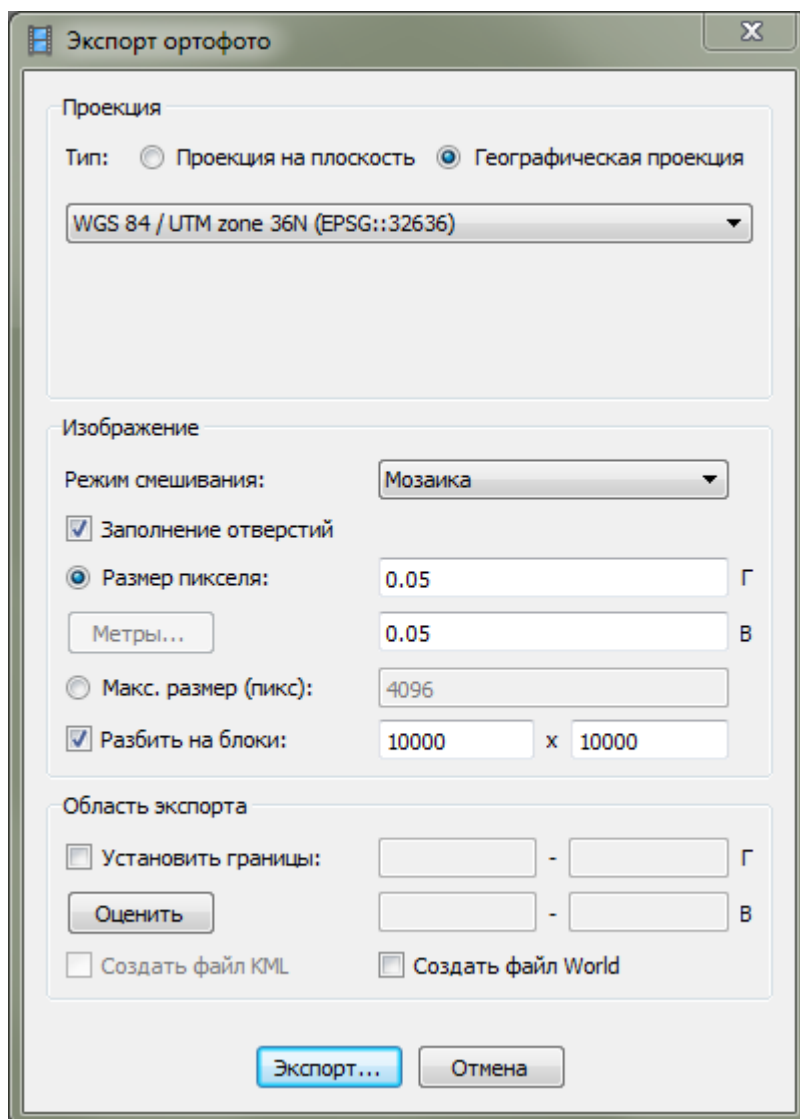 Экспорт ортофото
Проекция
Тип: Проекция на плоскость Географическая проекция
WGS 84 / UTM zone 36N (EPSG::32636)
Изображение
Режим смешивания: Мозаика
Заполнение отверстий
Размер пикселя: 0.05 Г
Метры... 0.05 В
Макс. размер (пикс): 4096
Разбить на блоки: 10000 x 10000
Область экспорта
Установить границы: - Г
Оценить - В
Создать файл KML Создать файл World
Экспорт... Отмена